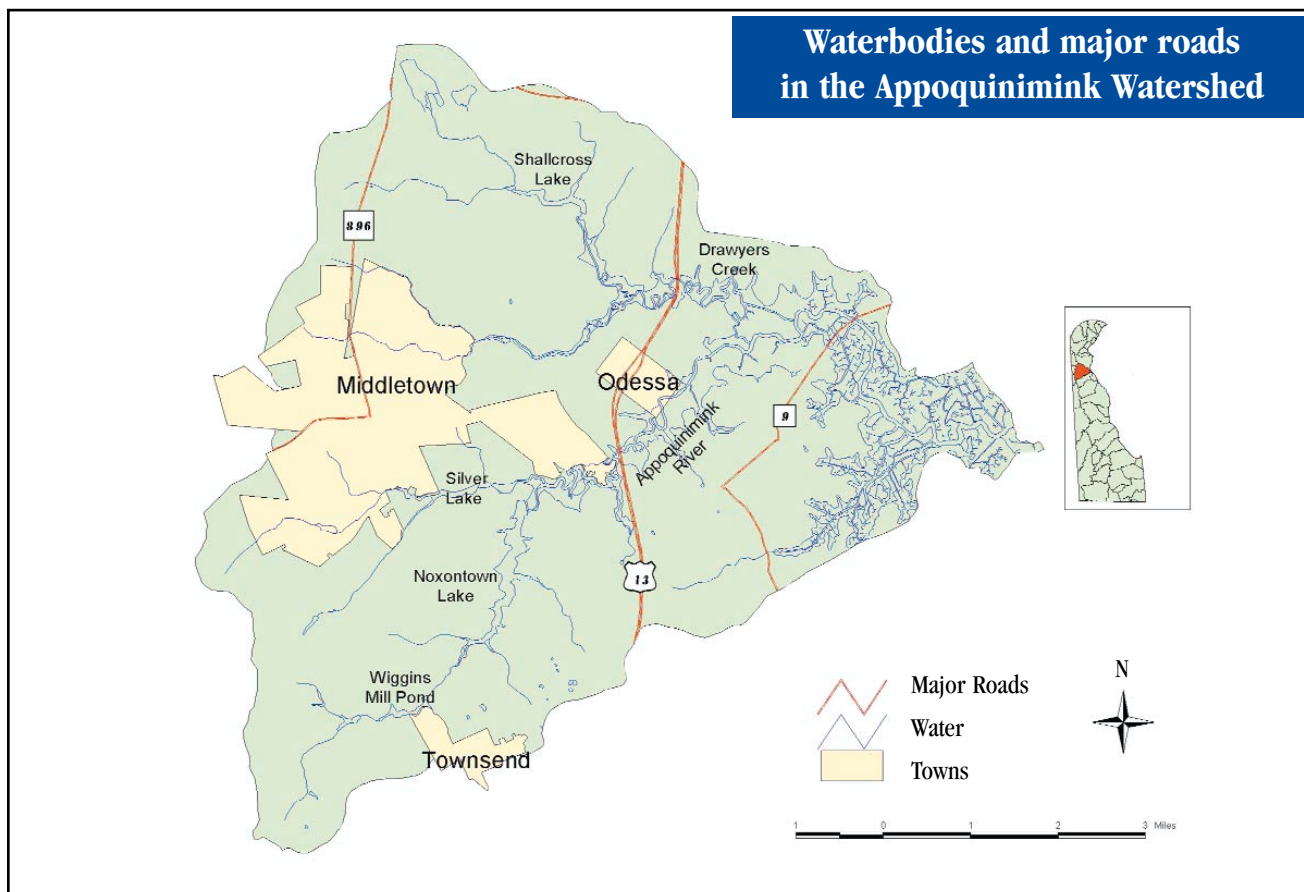 Waterbodies and major roads
in the Appoquinimink Watershed
Shallcross
Lake
896
Drawyers
Creek
Middletown
Odessa
9
Appoquinimink
River
Silver
Lake
Noxontown
Lake
13
Wiggins
Mill Pond
Townsend
N
Major Roads
Water
Towns
1 0 1 2 3 Miles